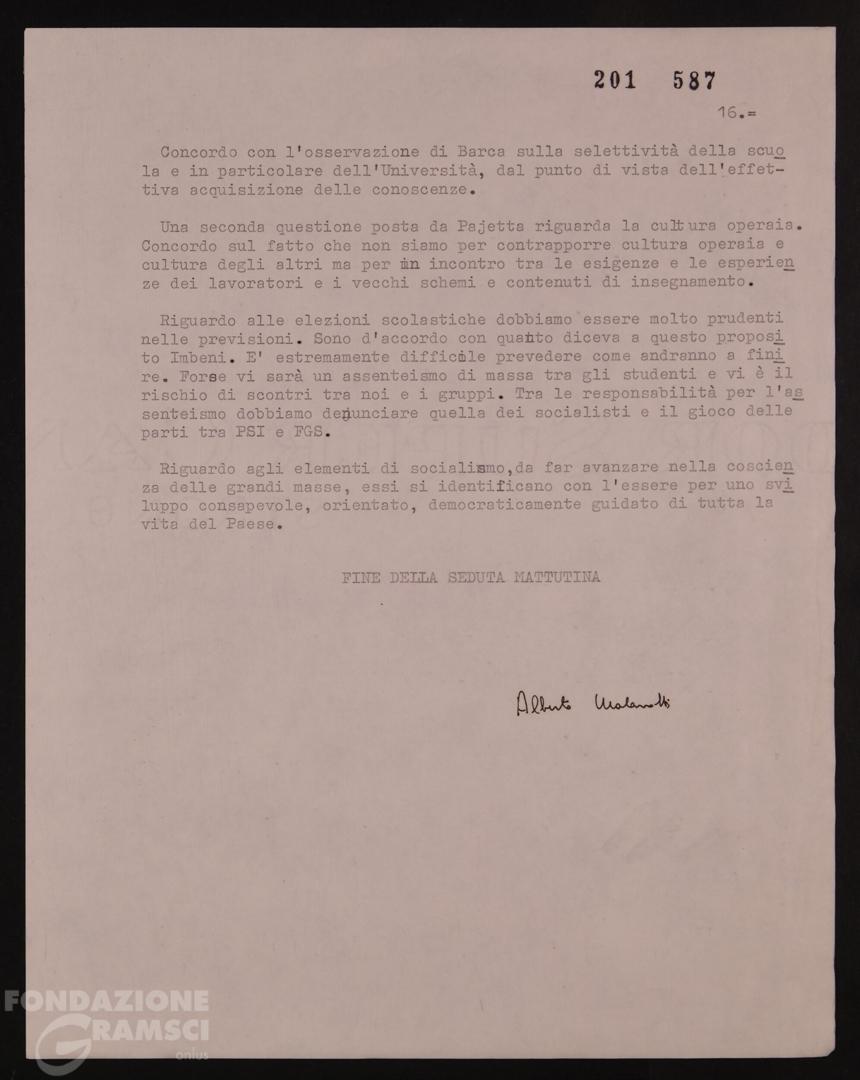 201 587
16.=
Concordo con l'osservazione di Barca sulla selettività della scuo
la e in particolare dell'Università, dal punto di vista dell'effet-
tiva acquisizione delle conoscenze.
Una seconda questione posta da Pajetta riguarda la cultura operaia.
Concordo sul fatto che non siamo per contrapporre cultura operaia e
cultura degli altri ma per un incontro tra le esigenze e le esperien
ze dei lavoratori e i vecchi schemi e contenuti di insegnamento.
Riguardo alle elezioni scolastiche dobbiamo essere molto prudenti
nelle previsioni. Sono d'accordo con quanto diceva a questo proposi
to Imbeni. E' estremamente difficile prevedere come andranno a fini
re. Forse vi sarà un assenteismo di massa tra gli studenti e vi è il
rischio di scontri tra noi e i gruppi. Tra le responsabilità per l'as
senteismo dobbiamo denunciare quella dei socialisti e il gioco delle
parti tra PSI e FGS.
Riguardo agli elementi di socialismo,da far avanzare nella coscien
za delle grandi masse, essi si identificano con l'essere per uno svi
luppo consapevole, orientato, democraticamente guidato di tutta la
vita del Paese.
FINE DELLA SEDUTA MATTUTINA
Alberto
FONDAZIONE
GRAMSCI
onlus